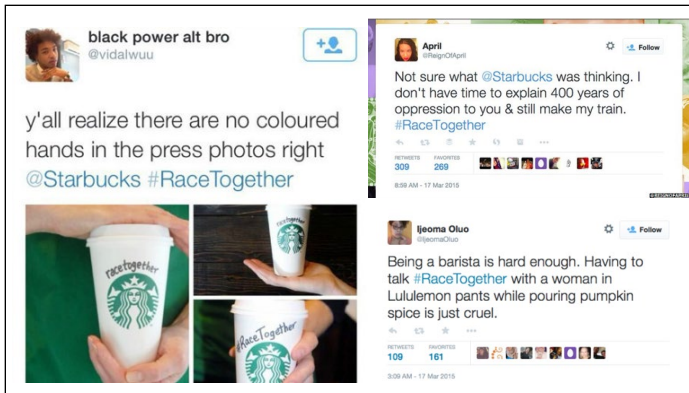 black power alt bro
@vidalwuu
y'all realize there are no coloured
hands in the press photos right
@Starbucks #RaceTogether
racetogether
racetogether
#RaceTogether
April
@ReignOfApril
Follow
Not sure what @Starbucks was thinking. I
don't have time to explain 400 years of
oppression to you & still make my train.
#RaceTogether
RETWEETS FAVORITES
309 269
8:59 AM - 17 Mar 2015
@REIGNOFAPRIL
Ijeoma Oluo
@IjeomaOluo
Follow
Being a barista is hard enough. Having to
talk #RaceTogether with a woman in
Lululemon pants while pouring pumpkin
spice is just cruel.
RETWEETS FAVORITES
109 161
3:09 AM - 17 Mar 2015